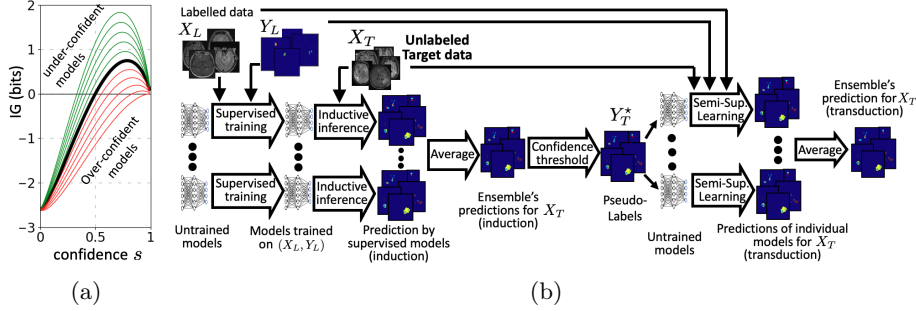 2
1
0
−1
−2
−3
0
0.5
1
IG (bits)
confidence s
under-confident
models
Over-confident
models
(a)
Labelled data
X_L
Y_L
X_T
Unlabeled
Target data
Supervised
training
Inductive
inference
Supervised
training
Inductive
inference
Untrained
models
Models trained
on (X_L, Y_L)
Prediction by
supervised models
(induction)
Average
Ensemble's
predictions for X_T
(induction)
Confidence
threshold
Y_T^⋆
Pseudo-
Labels
Untrained
models
Semi-Sup.
Learning
Semi-Sup.
Learning
Predictions of individual
models for X_T
(transduction)
Average
Ensemble's
prediction for X_T
(transduction)
(b)